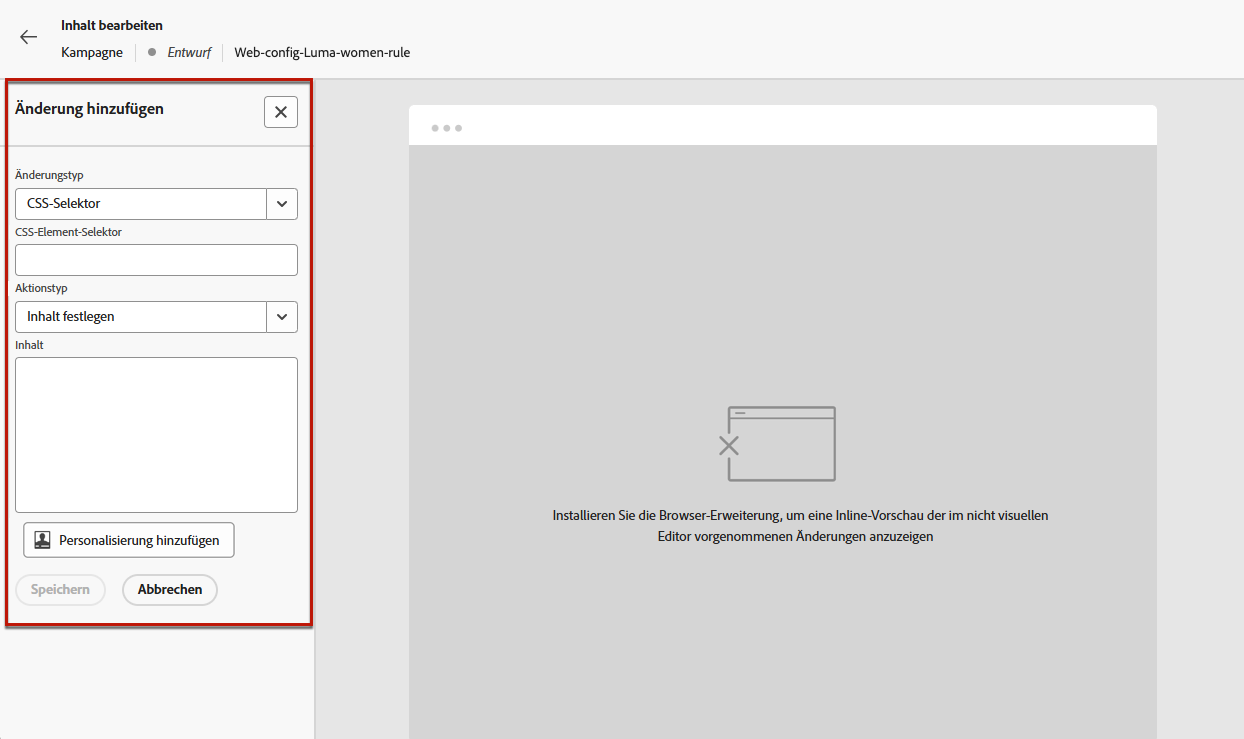 Inhalt bearbeiten
Kampagne Entwurf Web-config-Luma-women-rule
Änderung hinzufügen
Änderungstyp
CSS-Selektor
CSS-Element-Selektor
Aktionstyp
Inhalt festlegen
Inhalt
Personalisierung hinzufügen
Speichern Abbrechen
Installieren Sie die Browser-Erweiterung, um eine Inline-Vorschau der im nicht visuellen
Editor vorgenommenen Änderungen anzuzeigen